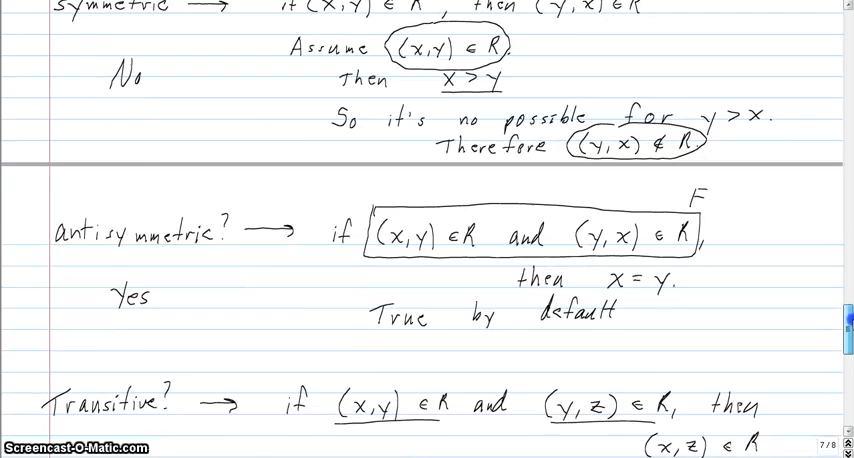 symmetric → if (x,y) ∈ R, then (y,x) ∈ R
Assume (x,y) ∈ R.
No Then x > y
So it's no posssible for y > x.
Therefore (y,x) ∉ R.
F
antisymmetric? → if (x,y) ∈ R and (y,x) ∈ R,
then x = y.
Yes
True by default
Transitive? → if (x,y) ∈ R and (y,z) ∈ R, then
(x,z) ∈ R
7/8
Screencast-O-Matic.com